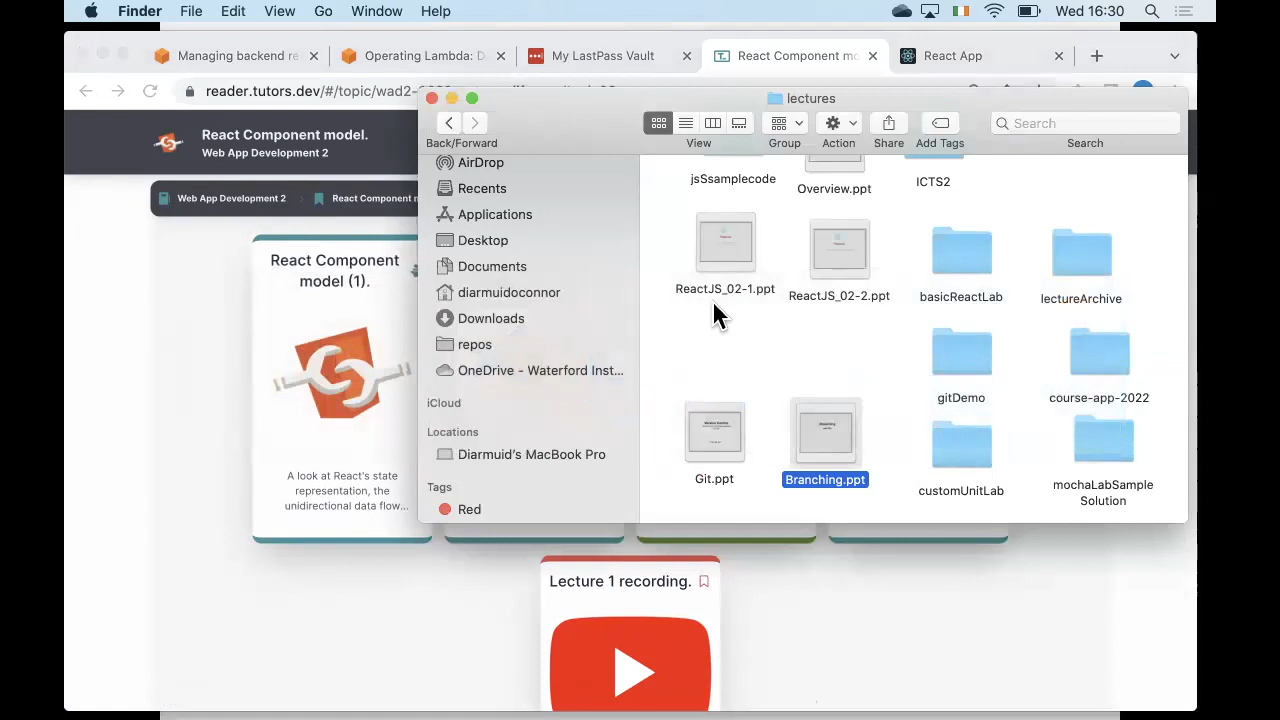 Finder File Edit View Go Window Help Wed 16:30
Managing backend re
Operating Lambda: D
My LastPass Vault
React Component mo
React App
reader.tutors.dev/#/topic/wad2-
React Component model.
Web App Development 2
Web App Development 2
React Component m
React Component
model (1).
A look at React's state
representation, the
unidirectional data flow...
Lecture 1 recording.
lectures
Search
Back/Forward
View
Group
Action
Share
Add Tags
Search
AirDrop
Recents
Applications
Desktop
Documents
diarmuidoconnor
Downloads
repos
OneDrive - Waterford Inst...
iCloud
Locations
Diarmuid's MacBook Pro
Tags
Red
jsSsamplecode
Overview.ppt
ICTS2
ReactJS_02-1.ppt
ReactJS_02-2.ppt
basicReactLab
lectureArchive
gitDemo
course-app-2022
Git.ppt
Branching.ppt
customUnitLab
mochaLabSample
Solution